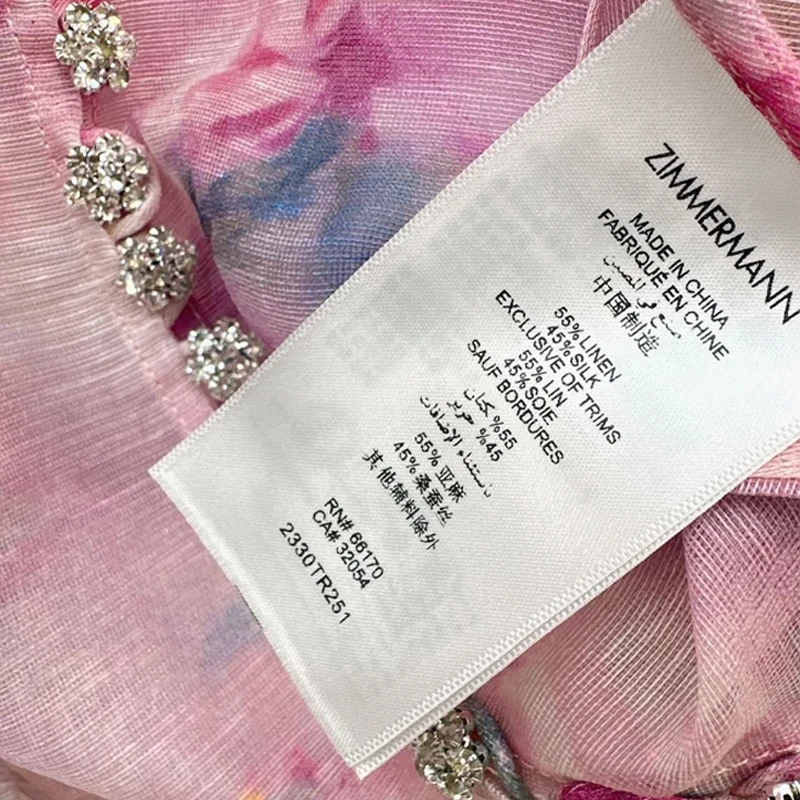 ZIMMERMANN
MADE IN CHINA
FABRIQUÉ EN CHINE
صنع في الصين
中国制造
55% LINEN
45% SILK
EXCLUSIVE OF TRIMS
55% LIN
45% SOIE
SAUF BORDURES
%55 كتان
%45 حرير
باستثناء الإضافات
55% 亚麻
45% 桑蚕丝
其他辅料除外
RN# 66170
CA# 32054
2330TR251